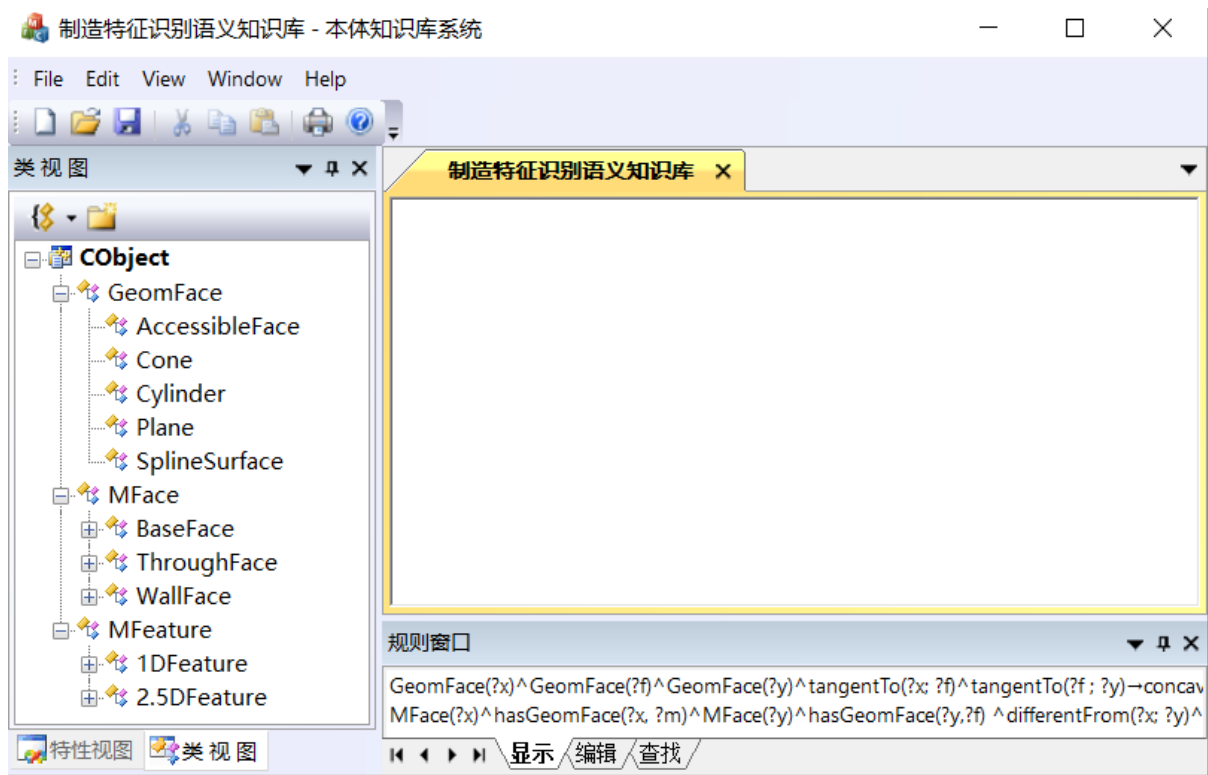 制造特征识别语义知识库 - 本体知识库系统
File Edit View Window Help
类视图
制造特征识别语义知识库
CObject
GeomFace
AccessibleFace
Cone
Cylinder
Plane
SplineSurface
MFace
BaseFace
ThroughFace
WallFace
MFeature
1DFeature
2.5DFeature
特性视图 类视图
规则窗口
GeomFace(?x)^GeomFace(?f)^GeomFace(?y)^tangentTo(?x; ?f)^tangentTo(?f ; ?y)→concav
MFace(?x)^hasGeomFace(?x, ?m)^MFace(?y)^hasGeomFace(?y,?f) ^differentFrom(?x; ?y)^
显示 编辑 查找